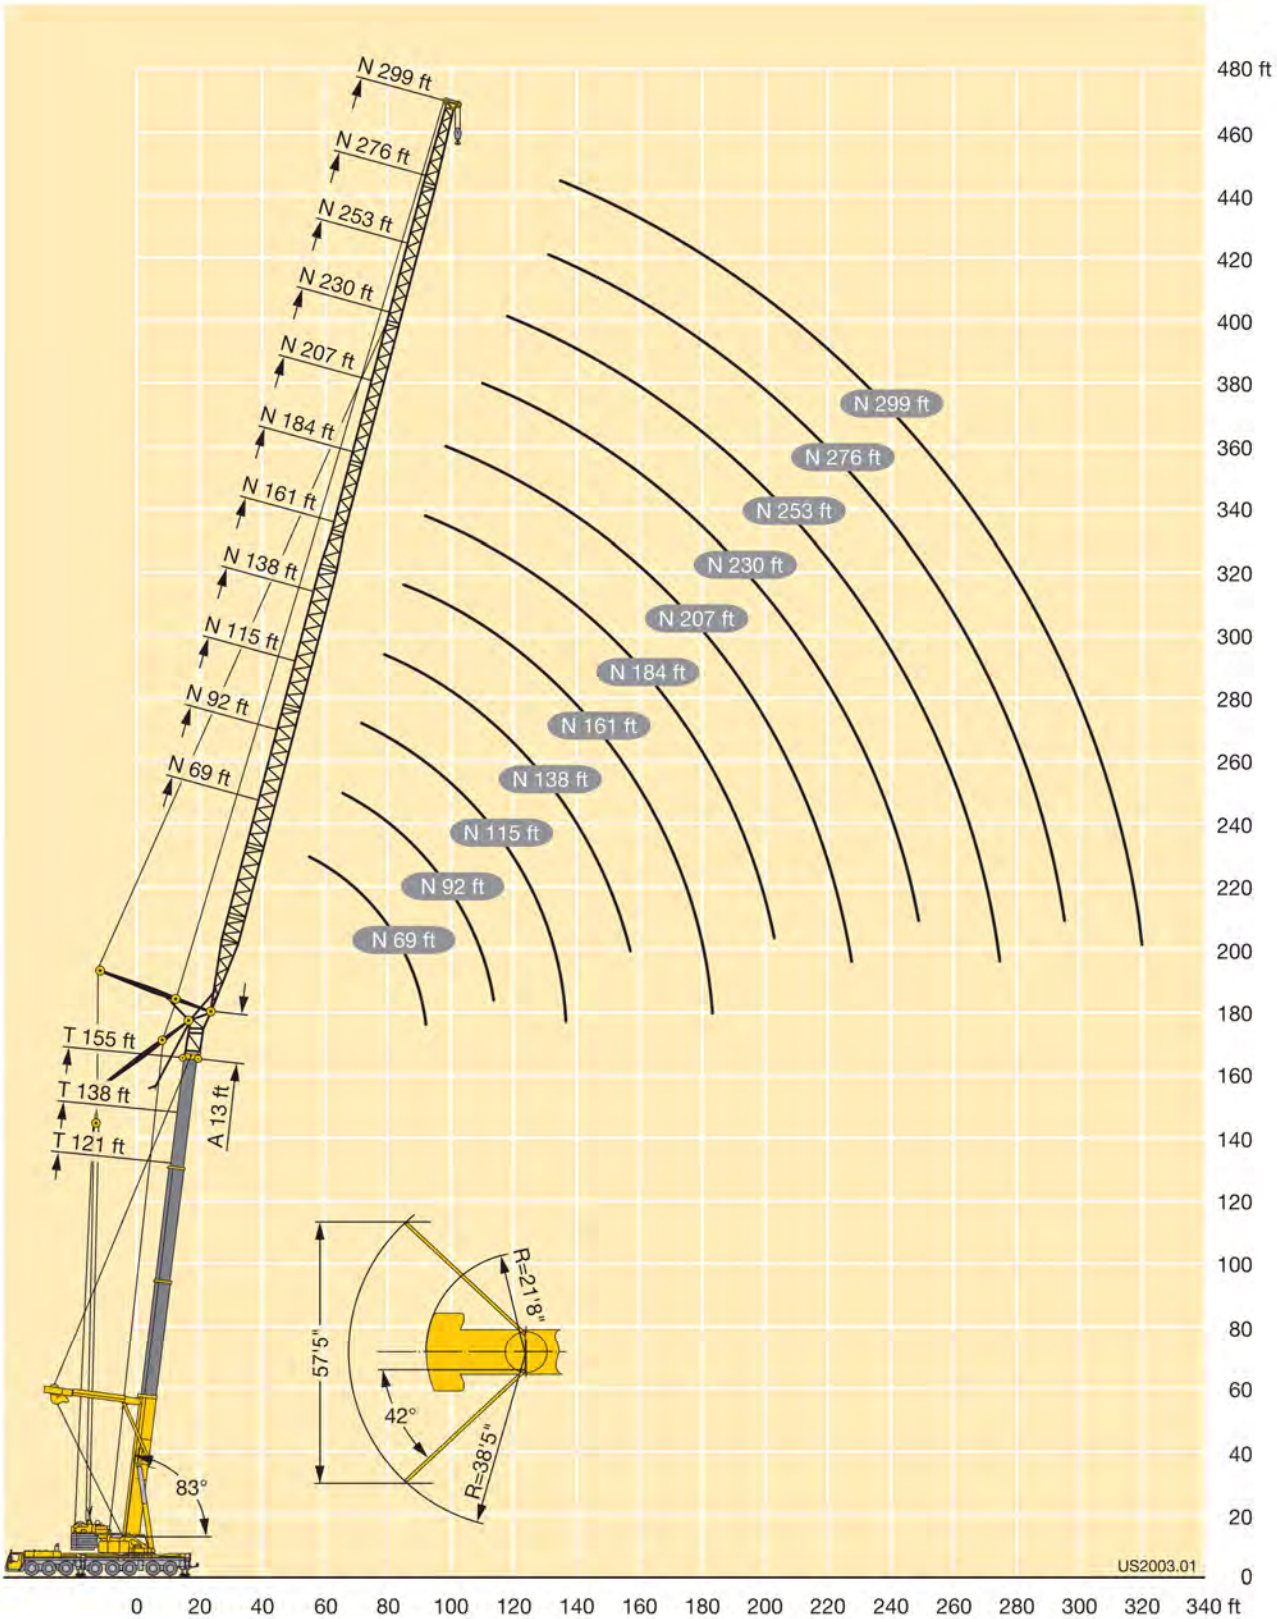 480 ft
N 299 ft
460
N 276 ft
440
N 253 ft
420
N 230 ft
400
N 207 ft
380
N 299 ft
N 184 ft
360
N 276 ft
N 161 ft
340
N 253 ft
N 138 ft
320
N 230 ft
N 115 ft
300
N 207 ft
N 92 ft
280
N 184 ft
N 69 ft
260
N 161 ft
N 138 ft
240
N 115 ft
220
N 92 ft
200
N 69 ft
180
T 155 ft
160
T 138 ft
A 13 ft
140
T 121 ft
120
100
R=21'8"
80
57'5"
60
42°
R=38'5"
40
83°
20
US2003.01
0
0 20 40 60 80 100 120 140 160 180 200 220 240 260 280 300 320 340 ft